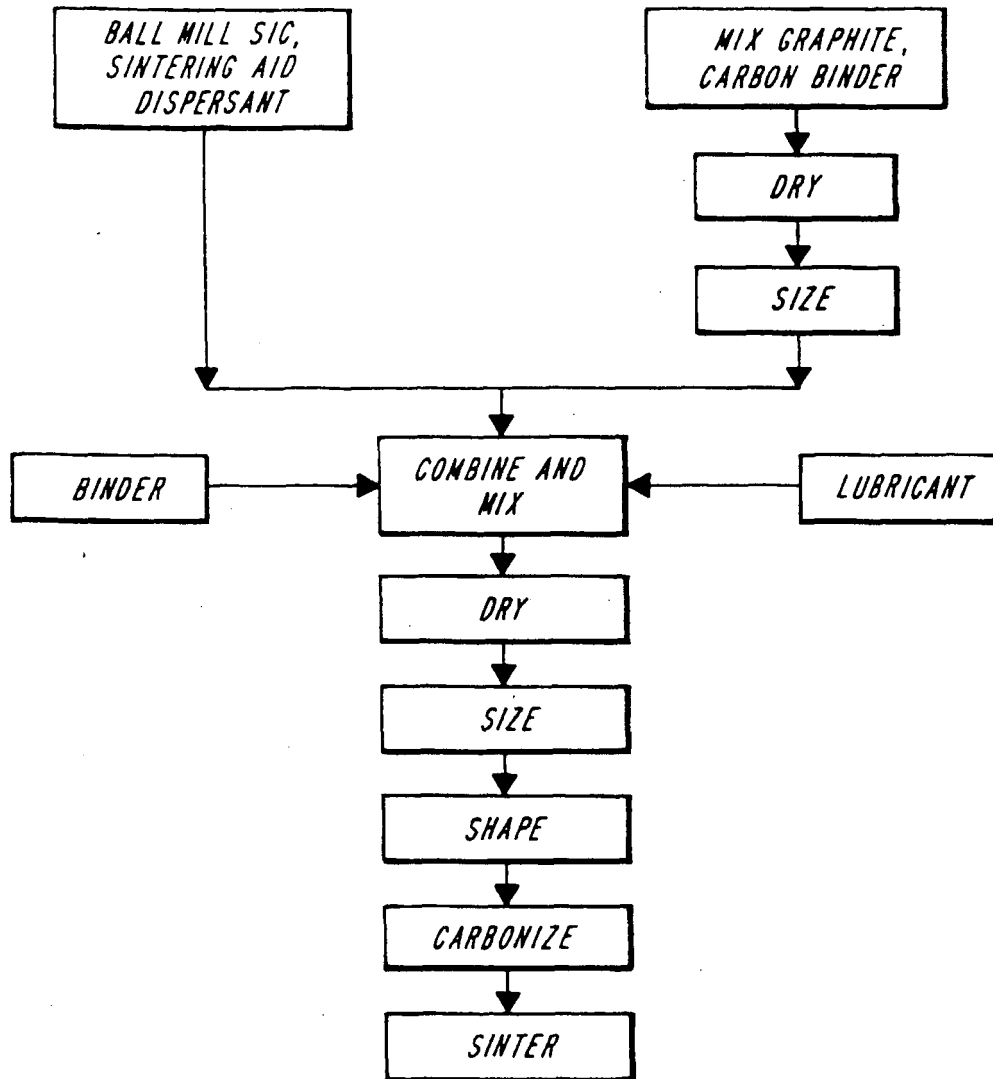 BALL MILL SIC,
SINTERING AID
DISPERSANT
MIX GRAPHITE,
CARBON BINDER
DRY
SIZE
BINDER
COMBINE AND
MIX
LUBRICANT
DRY
SIZE
SHAPE
CARBONIZE
SINTER